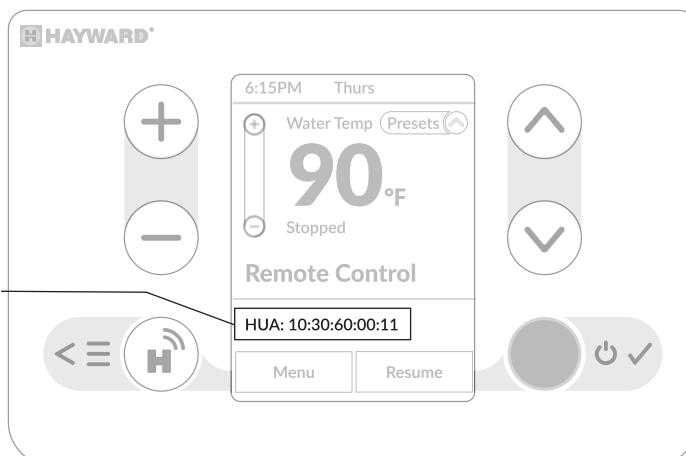 HAYWARD®
6:15PM Thurs
Water Temp Presets
90 °F
Stopped
Remote Control
HUA: 10:30:60:00:11
H
Menu Resume